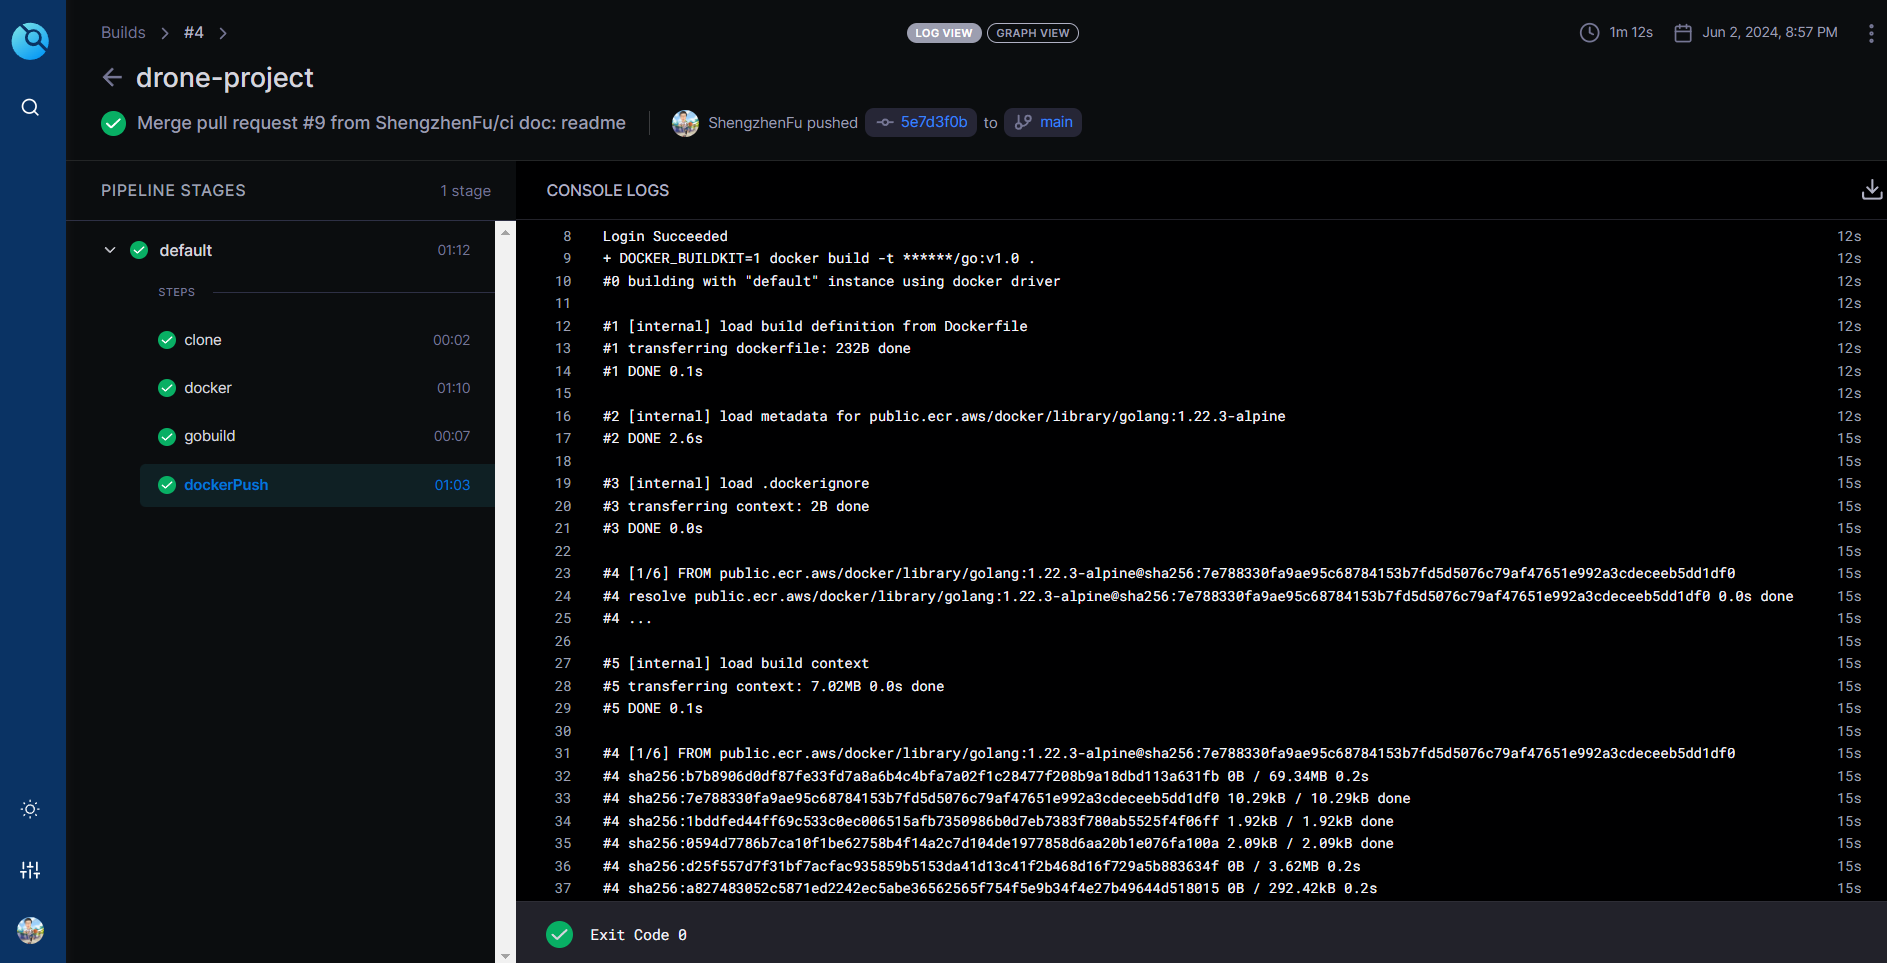 Builds > #4 >
LOG VIEW GRAPH VIEW
1m 12s Jun 2, 2024, 8:57 PM
drone-project
Merge pull request #9 from ShengzhenFu/ci doc: readme
ShengzhenFu pushed 5e7d3f0b to main
PIPELINE STAGES 1 stage
default 01:12
STEPS
clone 00:02
docker 01:10
gobuild 00:07
dockerPush 01:03
CONSOLE LOGS
8 Login Succeeded 12s
9 + DOCKER_BUILDKIT=1 docker build -t ******/go:v1.0 . 12s
10 #0 building with "default" instance using docker driver 12s
11 12s
12 #1 [internal] load build definition from Dockerfile 12s
13 #1 transferring dockerfile: 232B done 12s
14 #1 DONE 0.1s 12s
15 12s
16 #2 [internal] load metadata for public.ecr.aws/docker/library/golang:1.22.3-alpine 12s
17 #2 DONE 2.6s 15s
18 15s
19 #3 [internal] load .dockerignore 15s
20 #3 transferring context: 2B done 15s
21 #3 DONE 0.0s 15s
22 15s
23 #4 [1/6] FROM public.ecr.aws/docker/library/golang:1.22.3-alpine@sha256:7e788330fa9ae95c68784153b7fd5d5076c79af47651e992a3cdeceeb5dd1df0 15s
24 #4 resolve public.ecr.aws/docker/library/golang:1.22.3-alpine@sha256:7e788330fa9ae95c68784153b7fd5d5076c79af47651e992a3cdeceeb5dd1df0 0.0s done 15s
25 #4 ... 15s
26 15s
27 #5 [internal] load build context 15s
28 #5 transferring context: 7.02MB 0.0s done 15s
29 #5 DONE 0.1s 15s
30 15s
31 #4 [1/6] FROM public.ecr.aws/docker/library/golang:1.22.3-alpine@sha256:7e788330fa9ae95c68784153b7fd5d5076c79af47651e992a3cdeceeb5dd1df0 15s
32 #4 sha256:b7b8906d0df87fe33fd7a8a6b4c4bfa7a02f1c28477f208b9a18dbd113a631fb 0B / 69.34MB 0.2s 15s
33 #4 sha256:7e788330fa9ae95c68784153b7fd5d5076c79af47651e992a3cdeceeb5dd1df0 10.29kB / 10.29kB done 15s
34 #4 sha256:1bddfed44ff69c533c0ec006515afb7350986b0d7eb7383f780ab5525f4f06ff 1.92kB / 1.92kB done 15s
35 #4 sha256:0594d7786b7ca10f1be62758b4f14a2c7d104de1977858d6aa20b1e076fa100a 2.09kB / 2.09kB done 15s
36 #4 sha256:d25f557d7f31bf7acfac935859b5153da41d13c41f2b468d16f729a5b883634f 0B / 3.62MB 0.2s 15s
37 #4 sha256:a827483052c5871ed2242ec5abe36562565f754f5e9b34f4e27b49644d518015 0B / 292.42kB 0.2s 15s
Exit Code 0